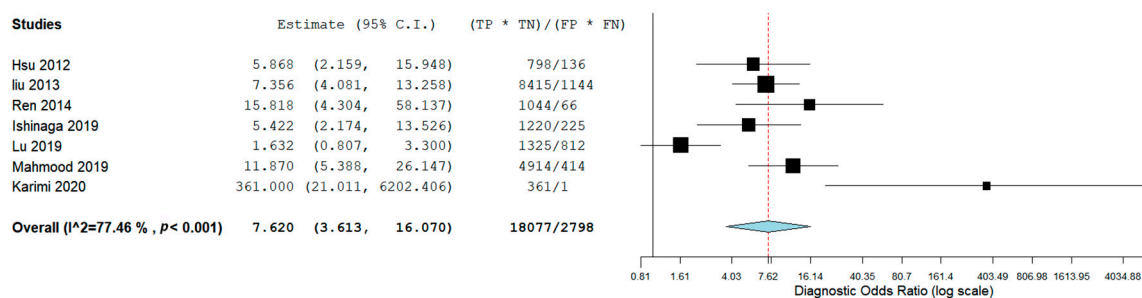 Studies Estimate (95% C.I.) (TP * TN)/(FP * FN)
Hsu 2012 5.868 (2.159, 15.948) 798/136
liu 2013 7.356 (4.081, 13.258) 8415/1144
Ren 2014 15.818 (4.304, 58.137) 1044/66
Ishinaga 2019 5.422 (2.174, 13.526) 1220/225
Lu 2019 1.632 (0.807, 3.300) 1325/812
Mahmood 2019 11.870 (5.388, 26.147) 4914/414
Karimi 2020 361.000 (21.011, 6202.406) 361/1
Overall (I^2=77.46 % , p< 0.001) 7.620 (3.613, 16.070) 18077/2798
0.81 1.61 4.03 7.62 16.14 40.35 80.7 161.4 403.49 806.98 1613.95 4034.88
Diagnostic Odds Ratio (log scale)